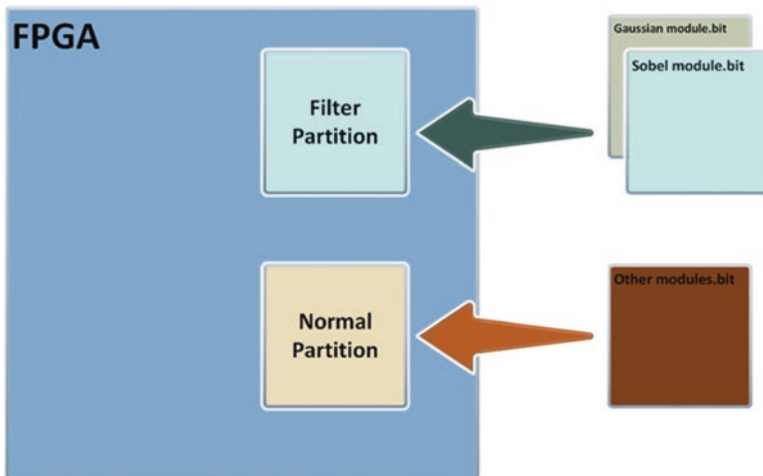 FPGA
Filter
Partition
Gaussian module.bit
Sobel module.bit
Normal
Partition
Other modules.bit